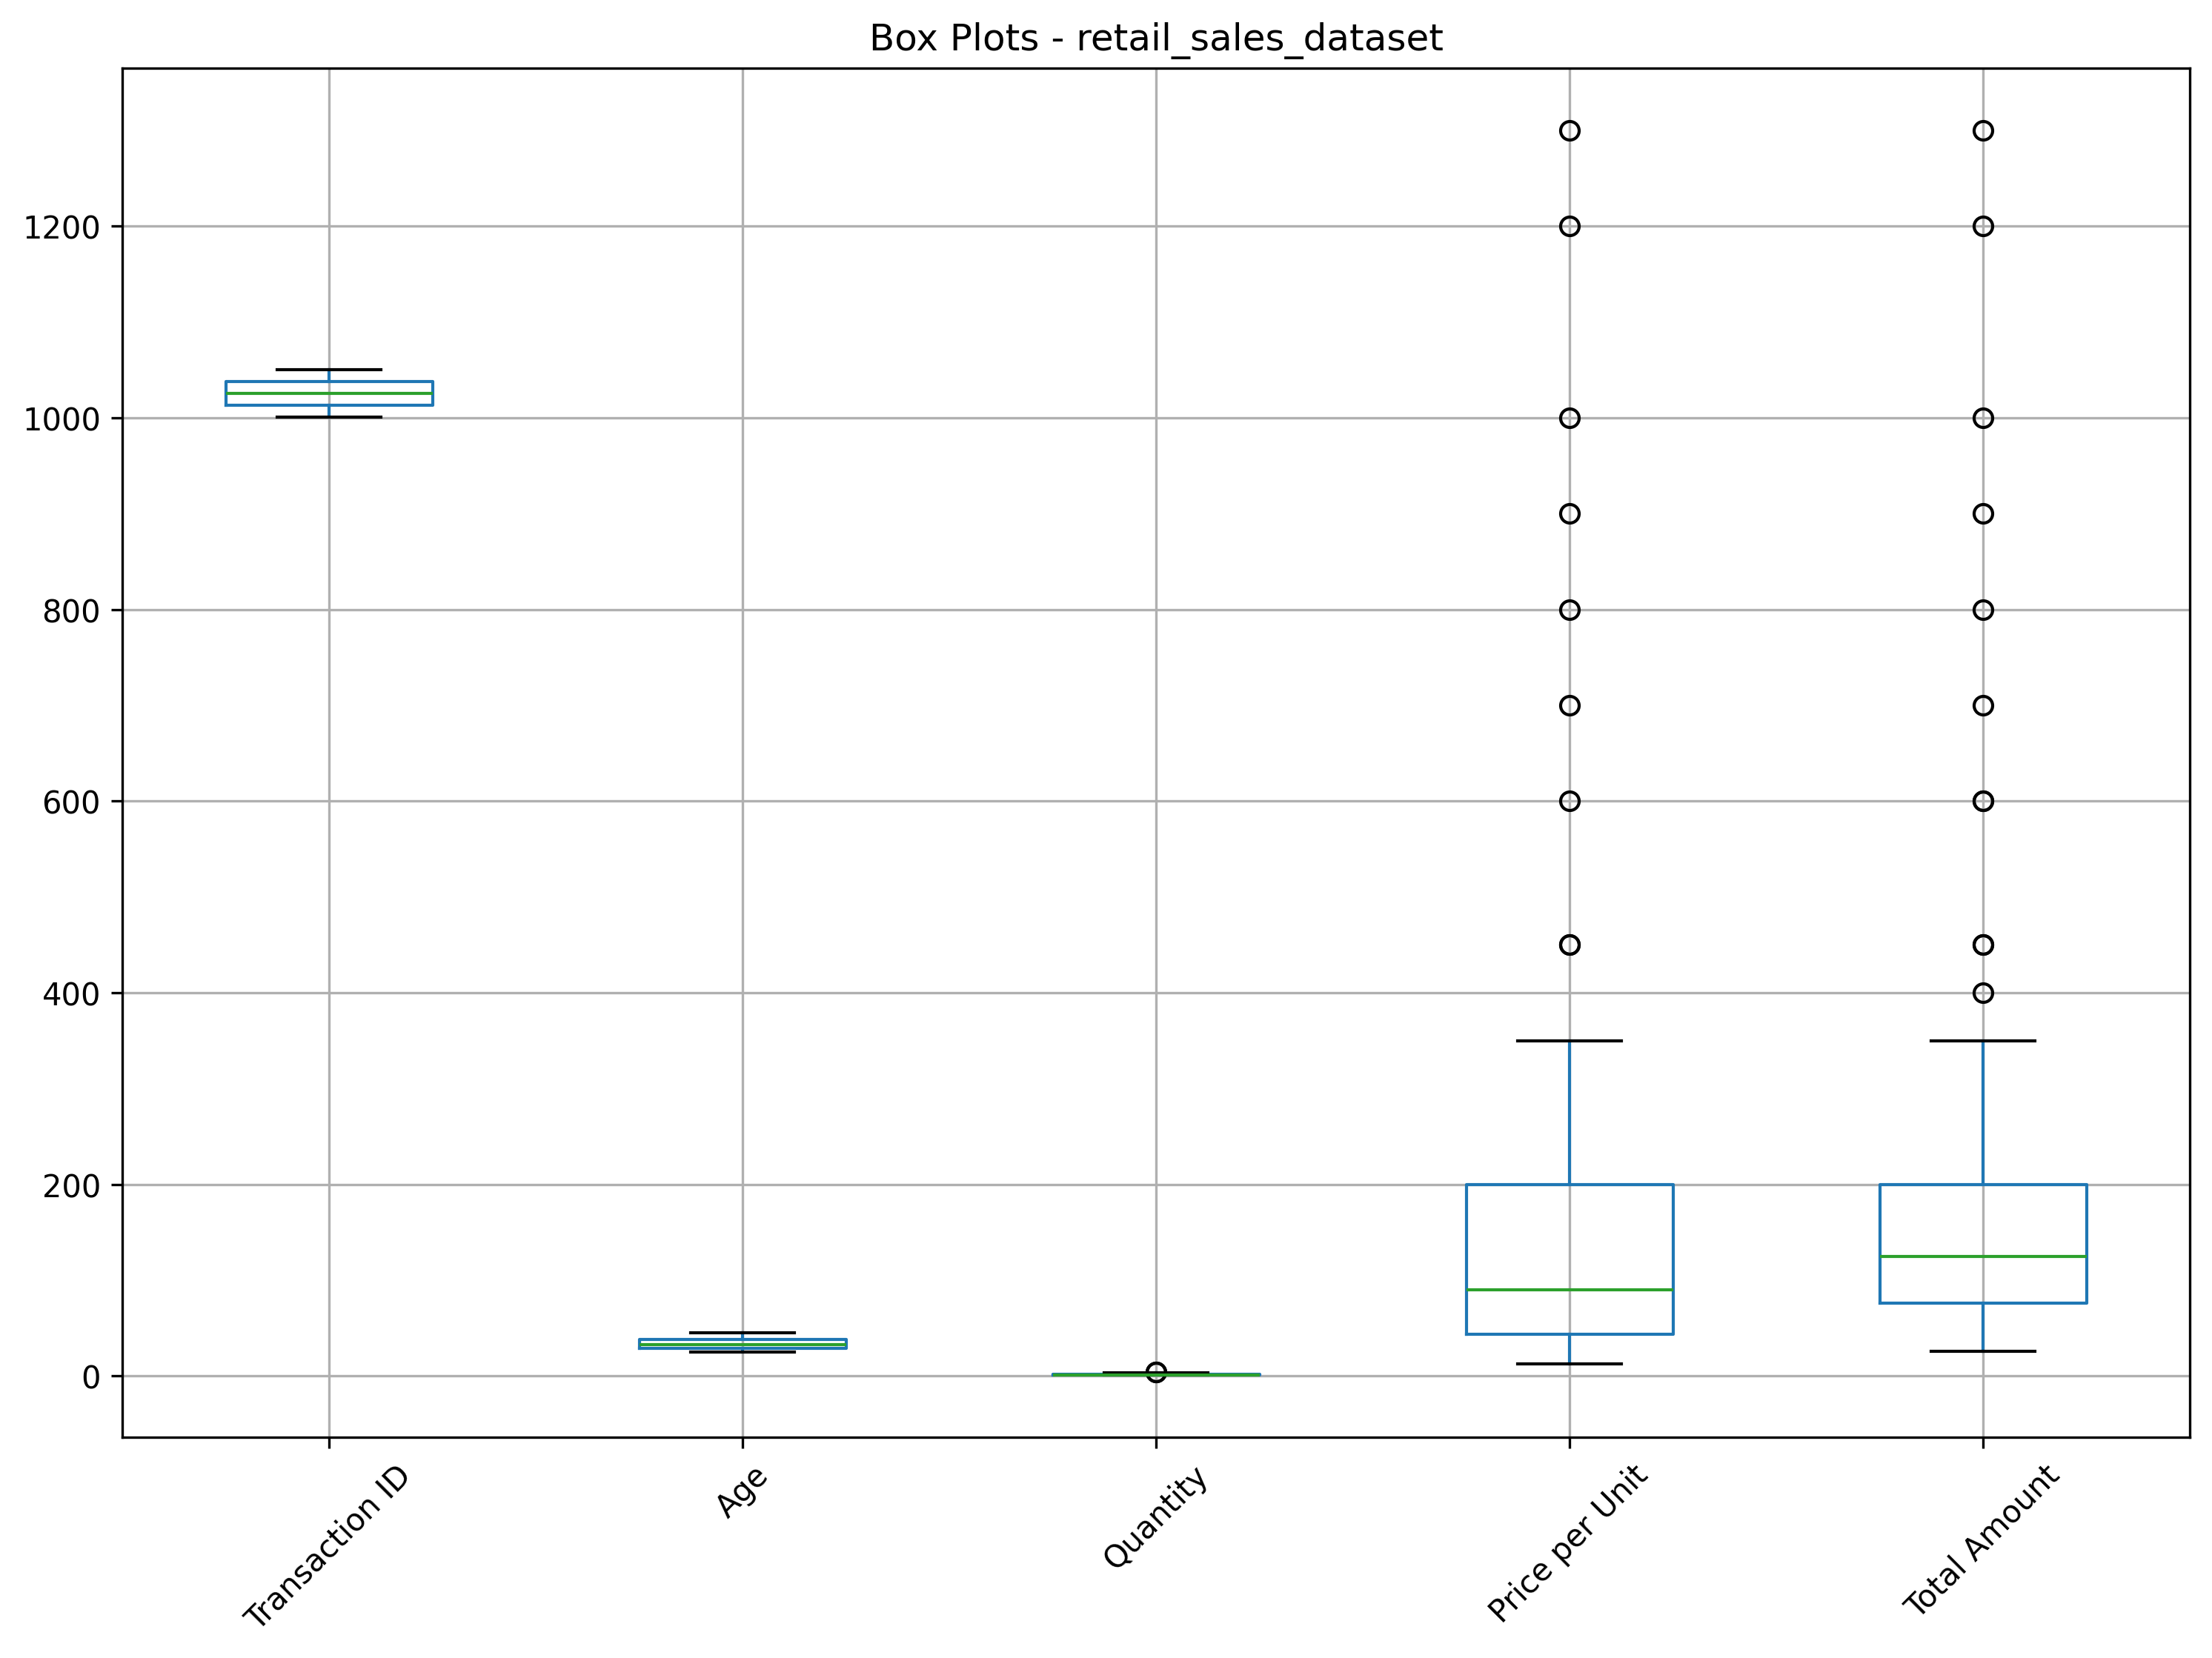 Box Plots - retail_sales_dataset
1200
1000
800
600
400
200
0
Transaction ID
Age
Quantity
Price per Unit
Total Amount